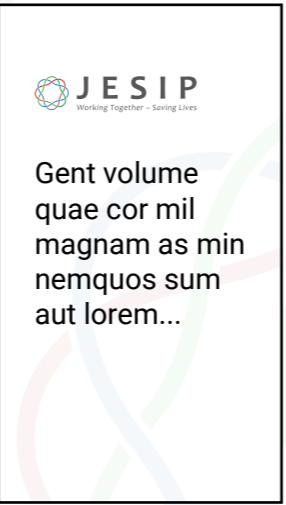 JESIP
Working Together – Saving Lives
Gent volume
quae cor mil
magnam as min
nemquos sum
aut lorem...